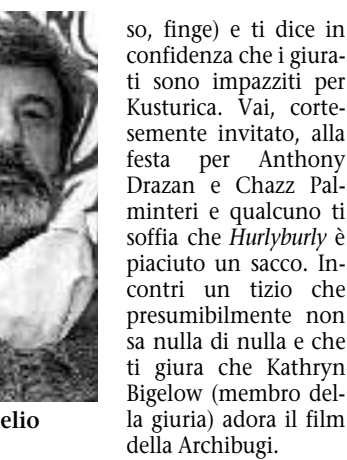 so, finge) e ti dice in
confidenza che i giura-
ti sono impazziti per
Kusturica. Vai, corte-
semente invitato, alla
festa per Anthony
Drazan e Chazz Pal-
minteri e qualcuno ti
soffia che Hurlyburly è
piaciuto un sacco. In-
contri un tizio che
presumibilmente non
sa nulla di nulla e che
ti giura che Kathryn
Bigelow (membro del-
la giuria) adora il film
della Archibugi.
elio